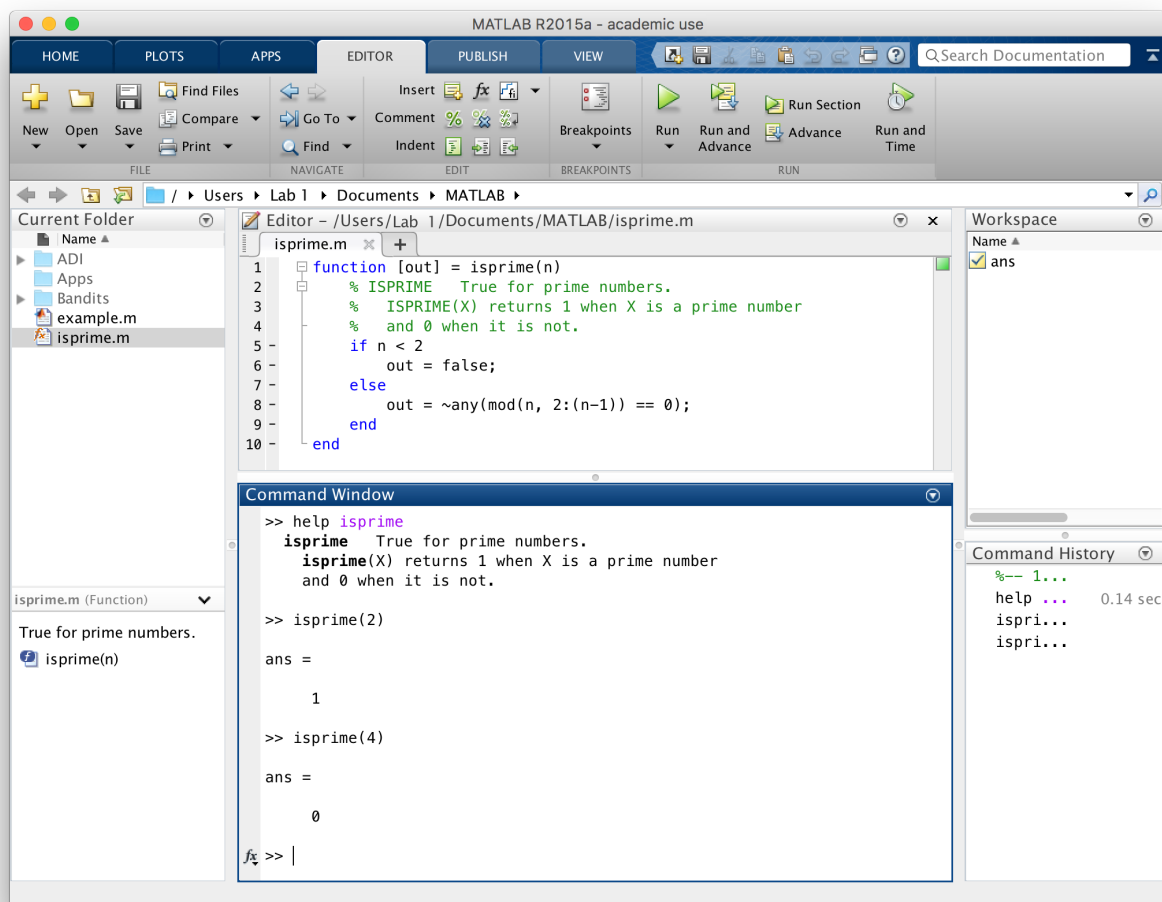 MATLAB R2015a - academic use
HOME PLOTS APPS EDITOR PUBLISH VIEW Search Documentation
New Open Save Find Files Compare Print
Go To Find
Insert fx fi
Comment % % %
Indent
Breakpoints Run Run and Advance Run Section Advance Run and Time
FILE NAVIGATE EDIT BREAKPOINTS RUN
/ Users Lab 1 Documents MATLAB
Current Folder
Name
ADI
Apps
Bandits
example.m
isprime.m
isprime.m (Function)
True for prime numbers.
isprime(n)
Editor – /Users/Lab 1/Documents/MATLAB/isprime.m
isprime.m × +
1 function [out] = isprime(n)
2 % ISPRIME   True for prime numbers.
3 %   ISPRIME(X) returns 1 when X is a prime number
4 %   and 0 when it is not.
5 - if n < 2
6 - out = false;
7 - else
8 - out = ~any(mod(n, 2:(n-1)) == 0);
9 - end
10 - end
Command Window
>> help isprime
isprime   True for prime numbers.
isprime(X) returns 1 when X is a prime number
and 0 when it is not.
>> isprime(2)
ans =
1
>> isprime(4)
ans =
0
fx >>
Workspace
Name
ans
Command History
%-- 1...
help ... 0.14 sec
ispri...
ispri...